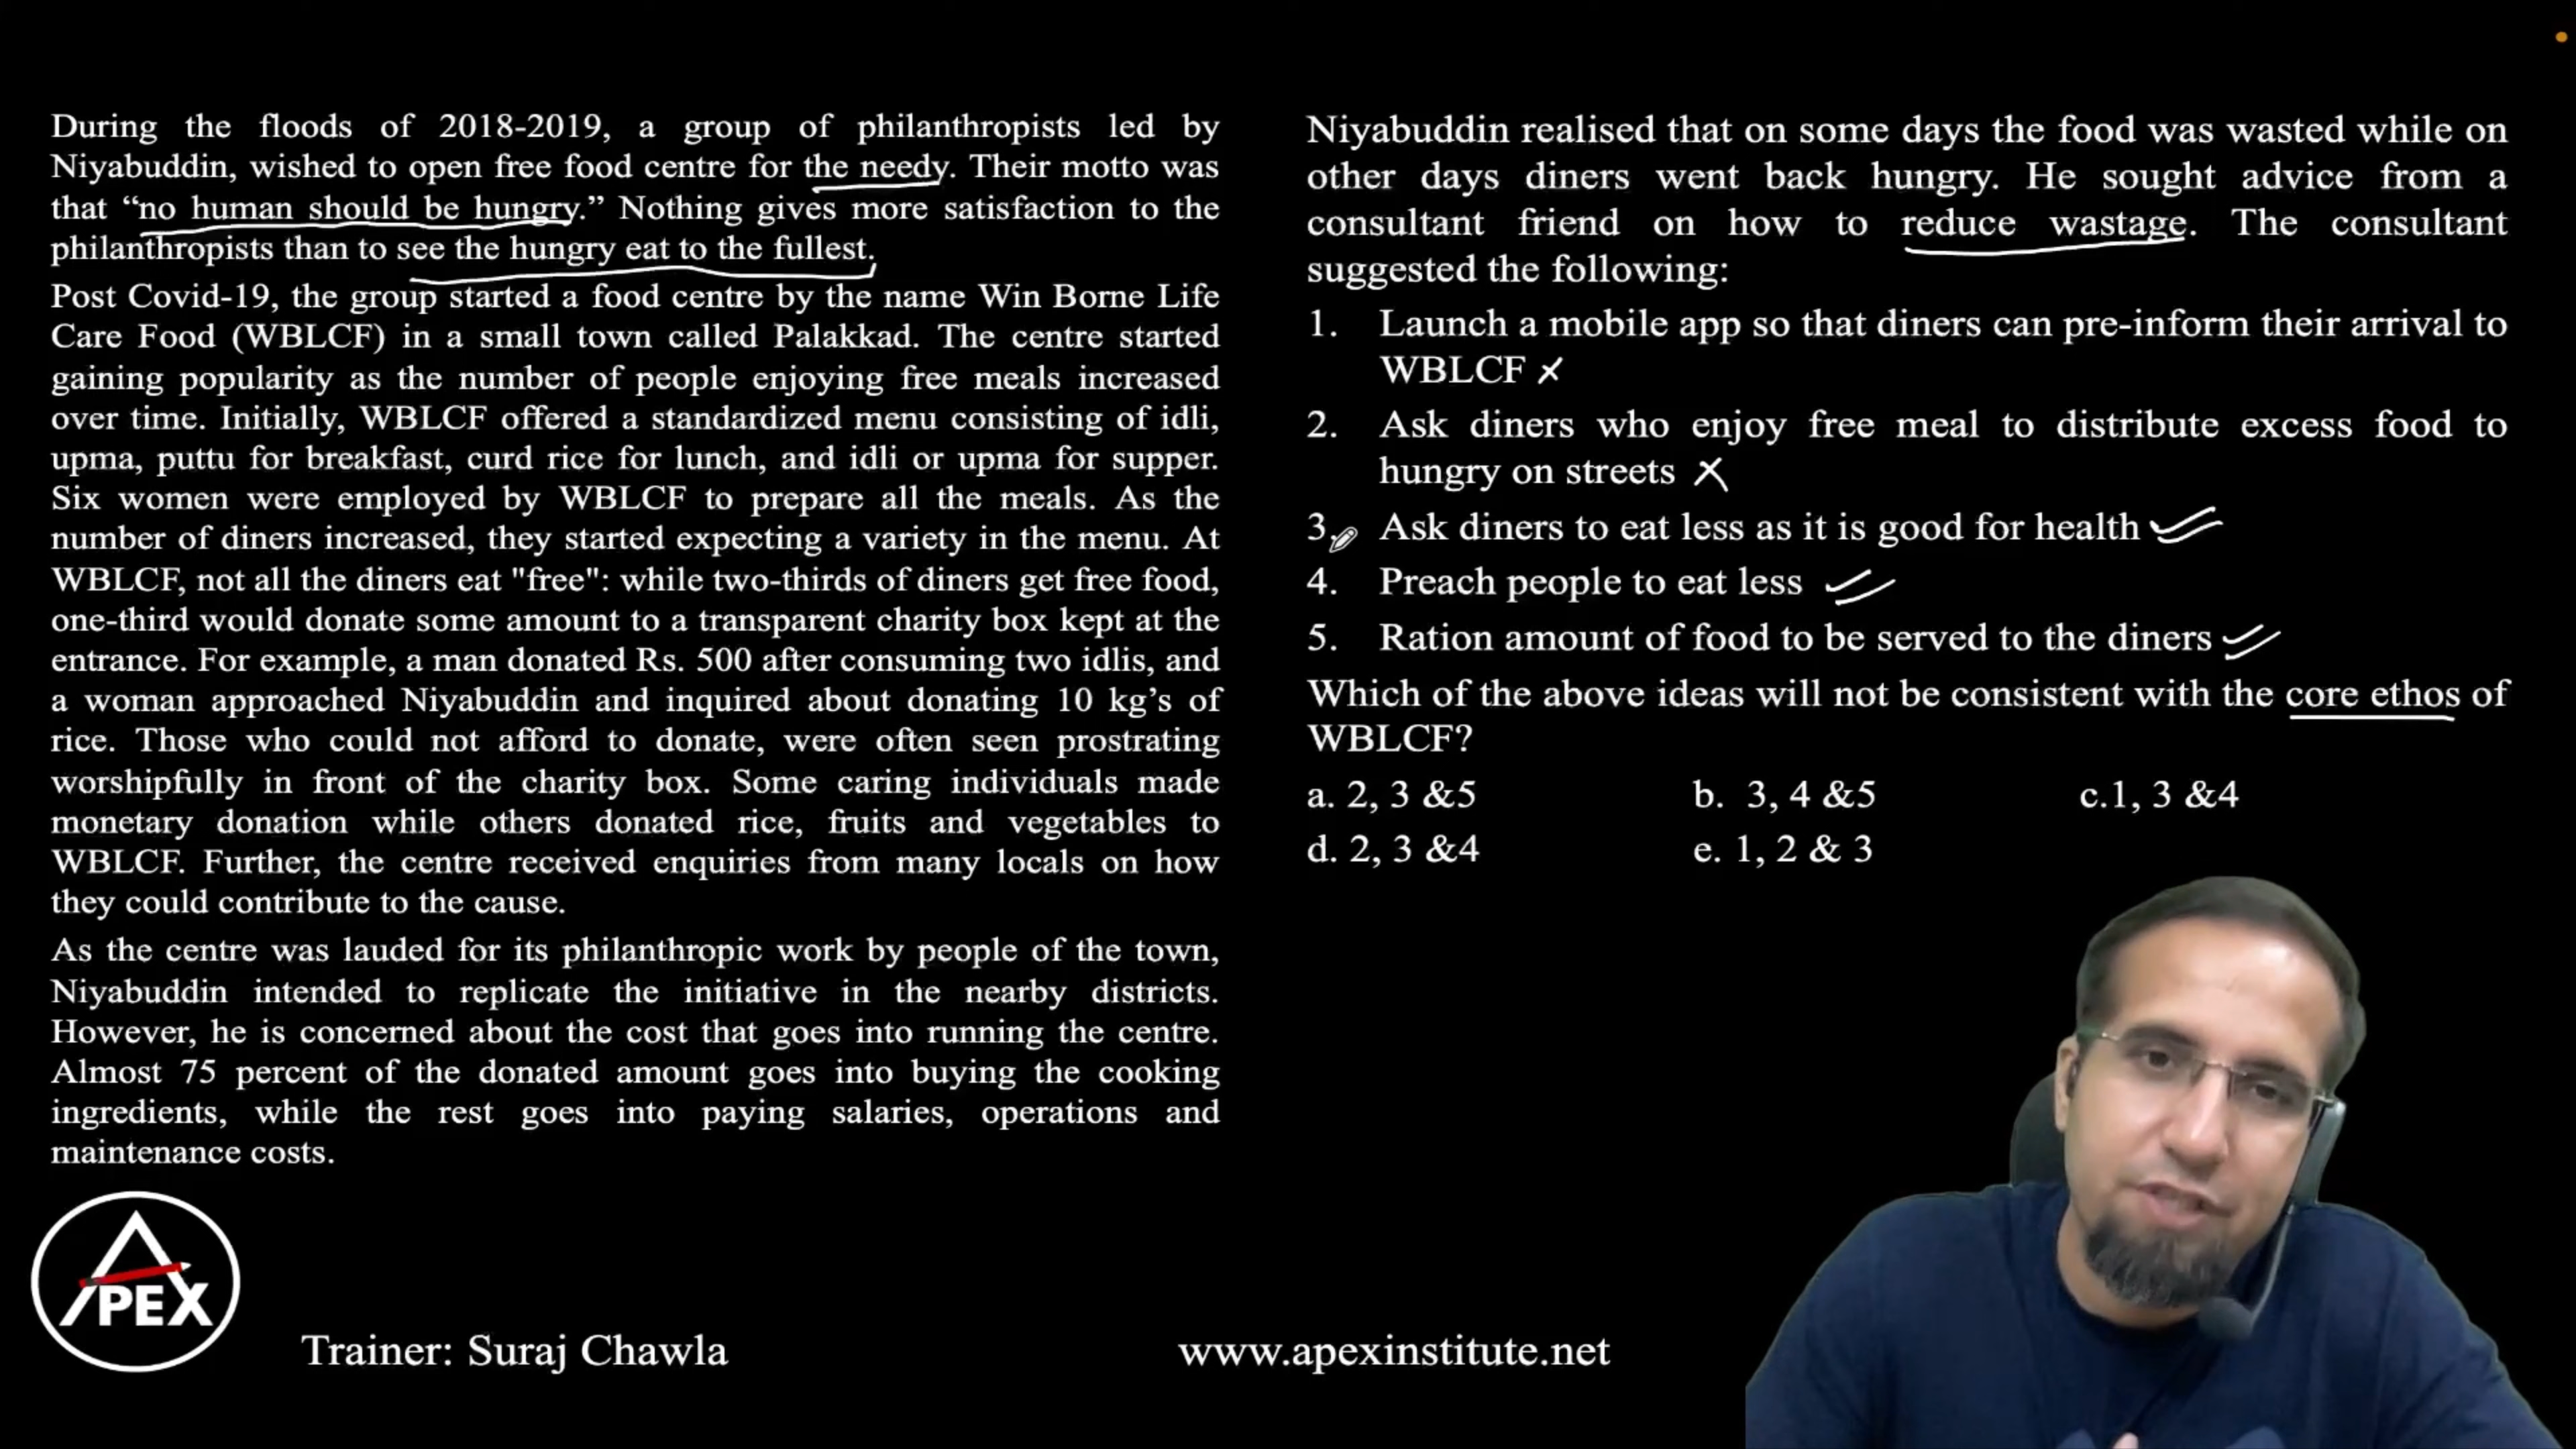 During the floods of 2018-2019, a group of philanthropists led by
Niyabuddin, wished to open free food centre for the needy. Their motto was
that “no human should be hungry.” Nothing gives more satisfaction to the
philanthropists than to see the hungry eat to the fullest.
Post Covid-19, the group started a food centre by the name Win Borne Life
Care Food (WBLCF) in a small town called Palakkad. The centre started
gaining popularity as the number of people enjoying free meals increased
over time. Initially, WBLCF offered a standardized menu consisting of idli,
upma, puttu for breakfast, curd rice for lunch, and idli or upma for supper.
Six women were employed by WBLCF to prepare all the meals. As the
number of diners increased, they started expecting a variety in the menu. At
WBLCF, not all the diners eat "free": while two-thirds of diners get free food,
one-third would donate some amount to a transparent charity box kept at the
entrance. For example, a man donated Rs. 500 after consuming two idlis, and
a woman approached Niyabuddin and inquired about donating 10 kg’s of
rice. Those who could not afford to donate, were often seen prostrating
worshipfully in front of the charity box. Some caring individuals made
monetary donation while others donated rice, fruits and vegetables to
WBLCF. Further, the centre received enquiries from many locals on how
they could contribute to the cause.
As the centre was lauded for its philanthropic work by people of the town,
Niyabuddin intended to replicate the initiative in the nearby districts.
However, he is concerned about the cost that goes into running the centre.
Almost 75 percent of the donated amount goes into buying the cooking
ingredients, while the rest goes into paying salaries, operations and
maintenance costs.
Niyabuddin realised that on some days the food was wasted while on
other days diners went back hungry. He sought advice from a
consultant friend on how to reduce wastage. The consultant
suggested the following:
1. Launch a mobile app so that diners can pre-inform their arrival to
WBLCF
2. Ask diners who enjoy free meal to distribute excess food to
hungry on streets
3. Ask diners to eat less as it is good for health
4. Preach people to eat less
5. Ration amount of food to be served to the diners
Which of the above ideas will not be consistent with the core ethos of
WBLCF?
a. 2, 3 &5 b. 3, 4 &5 c.1, 3 &4
d. 2, 3 &4 e. 1, 2 & 3
APEX
Trainer: Suraj Chawla www.apexinstitute.net